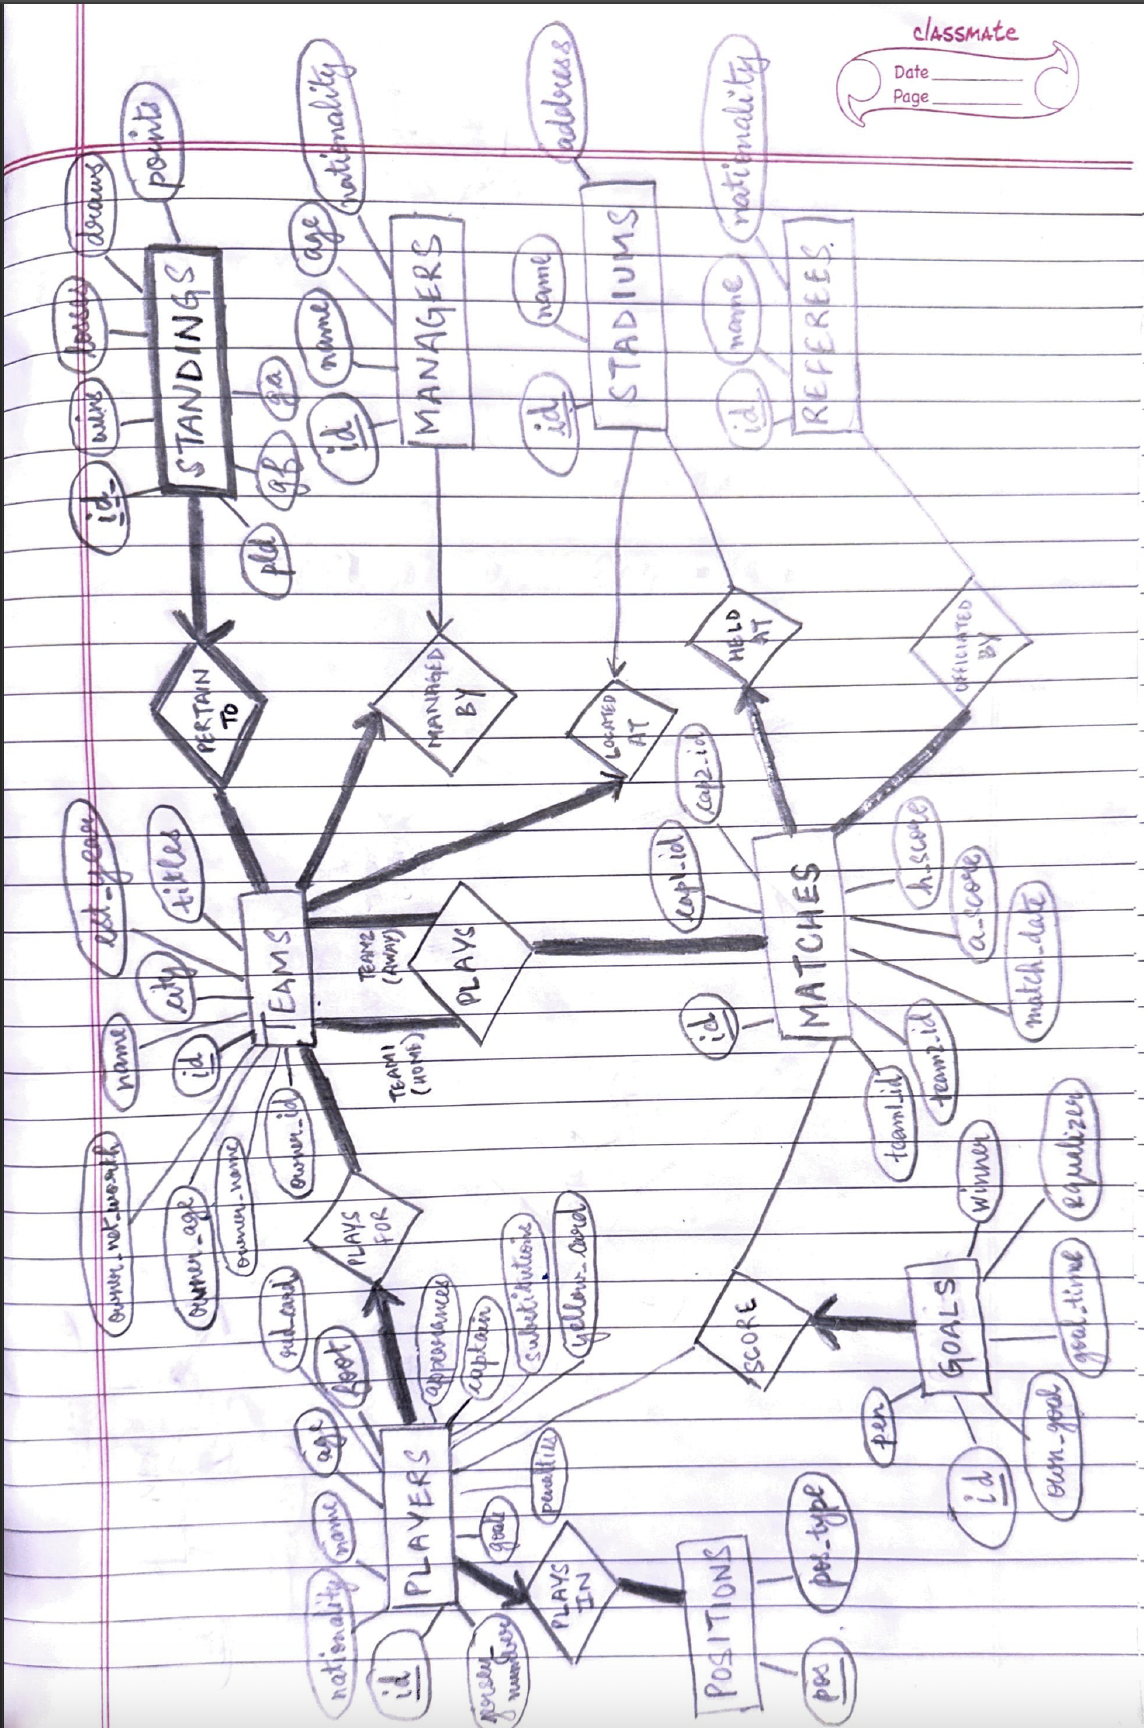 classmate
Date
Page
points
draws
losses
wins
id
STANDINGS
ga
gf
pld
nationality
age
name
id
MANAGERS
address
name
id
STADIUMS
nationality
name
id
REFEREES
PERTAIN
TO
MANAGED
BY
LOCATED
AT
HELD
AT
OFFICIATED
BY
est_year
titles
city
name
id
TEAMS
owner_id
owner_net_worth
owner_age
owner_name
TEAM2
(AWAY)
TEAM1
(HOME)
PLAYS
cap2_id
cap1_id
id
MATCHES
h_score
a_score
match_date
team2_id
team1_id
PLAYS
FOR
red_card
foot
age
name
nationality
id
PLAYERS
appearances
captain
substitutions
yellow_card
penalties
goals
jersey_
number
SCORE
winner
equalizer
GOALS
goal_time
own_goal
id
pen
PLAYS
IN
POSITIONS
pos_type
pos